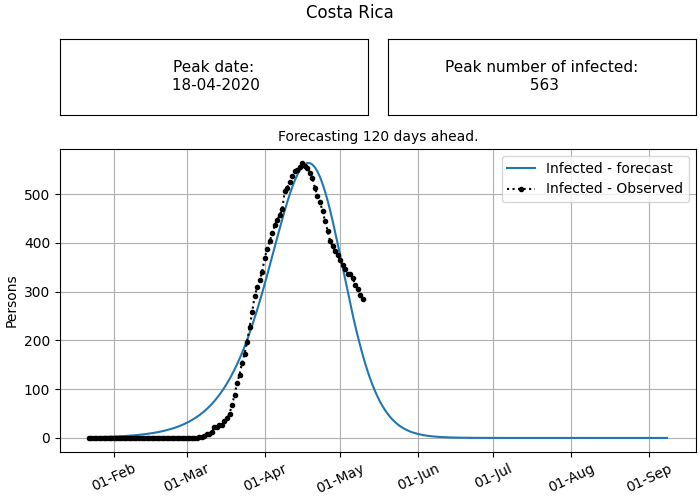 Costa Rica
Peak date:
18-04-2020
Peak number of infected:
563
Forecasting 120 days ahead.
Infected - forecast
Infected - Observed
Persons
500
400
300
200
100
0
01-Feb
01-Mar
01-Apr
01-May
01-Jun
01-Jul
01-Aug
01-Sep